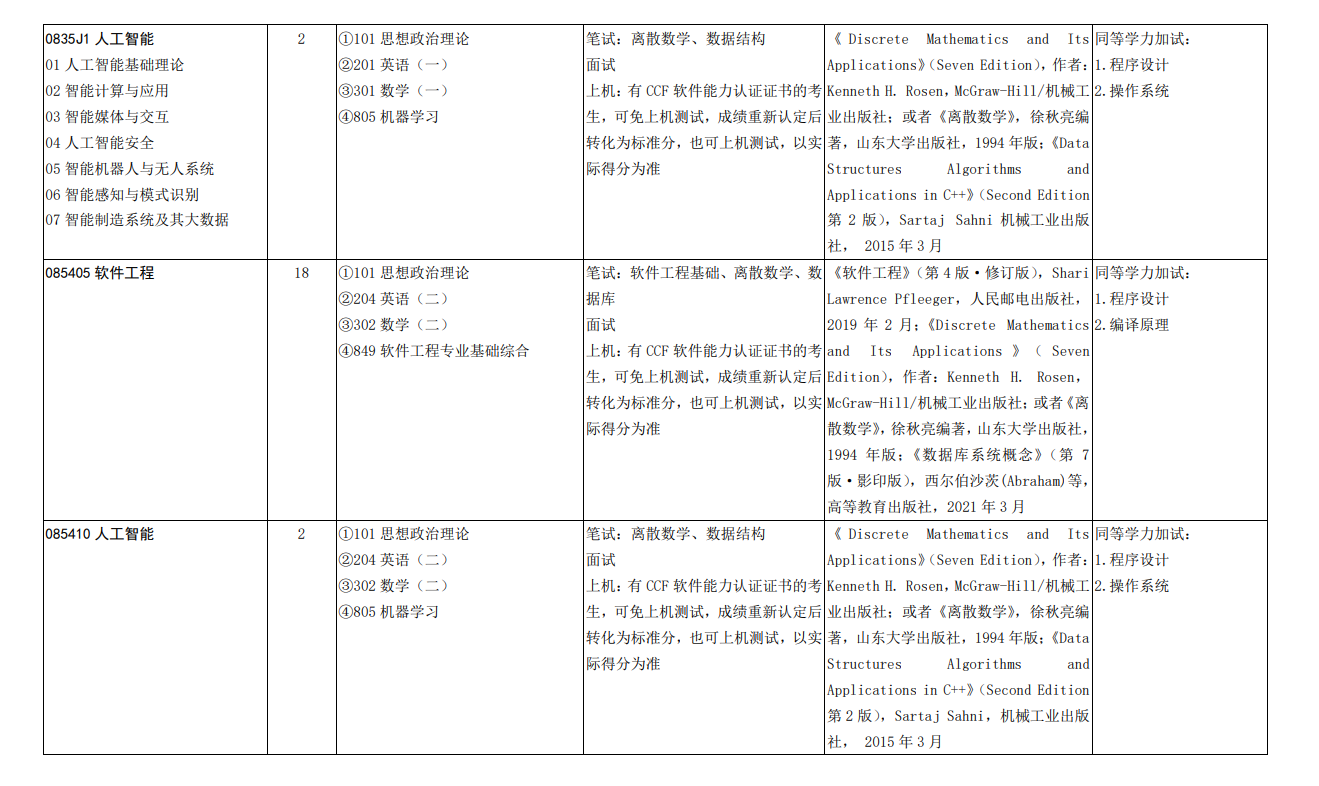 0835J1 人工智能
01 人工智能基础理论
02 智能计算与应用
03 智能媒体与交互
04 人工智能安全
05 智能机器人与无人系统
06 智能感知与模式识别
07 智能制造系统及其大数据
2
①101 思想政治理论
②201 英语（一）
③301 数学（一）
④805 机器学习
笔试：离散数学、数据结构
面试
上机：有 CCF 软件能力认证证书的考
生，可免上机测试，成绩重新认定后
转化为标准分，也可上机测试，以实
际得分为准
《 Discrete Mathematics and Its
Applications》（Seven Edition），作者：
Kenneth H. Rosen，McGraw-Hill/机械工
业出版社；或者《离散数学》，徐秋亮编
著，山东大学出版社，1994 年版；《Data
Structures Algorithms and
Applications in C++》（Second Edition
第 2 版），Sartaj Sahni 机械工业出版
社， 2015 年 3 月
同等学力加试：
1.程序设计
2.操作系统
085405 软件工程
18
①101 思想政治理论
②204 英语（二）
③302 数学（二）
④849 软件工程专业基础综合
笔试：软件工程基础、离散数学、数
据库
面试
上机：有 CCF 软件能力认证证书的考
生，可免上机测试，成绩重新认定后
转化为标准分，也可上机测试，以实
际得分为准
《软件工程》（第 4 版·修订版），Shari
Lawrence Pfleeger，人民邮电出版社，
2019 年 2 月；《Discrete Mathematics
and Its Applications 》（ Seven
Edition），作者：Kenneth H. Rosen，
McGraw-Hill/机械工业出版社；或者《离
散数学》，徐秋亮编著，山东大学出版社，
1994 年版；《数据库系统概念》（第 7
版·影印版），西尔伯沙茨(Abraham)等，
高等教育出版社，2021 年 3 月
同等学力加试：
1.程序设计
2.编译原理
085410 人工智能
2
①101 思想政治理论
②204 英语（二）
③302 数学（二）
④805 机器学习
笔试：离散数学、数据结构
面试
上机：有 CCF 软件能力认证证书的考
生，可免上机测试，成绩重新认定后
转化为标准分，也可上机测试，以实
际得分为准
《 Discrete Mathematics and Its
Applications》（Seven Edition），作者：
Kenneth H. Rosen，McGraw-Hill/机械工
业出版社；或者《离散数学》，徐秋亮编
著，山东大学出版社，1994 年版；《Data
Structures Algorithms and
Applications in C++》（Second Edition
第 2 版），Sartaj Sahni，机械工业出版
社， 2015 年 3 月
同等学力加试：
1.程序设计
2.操作系统